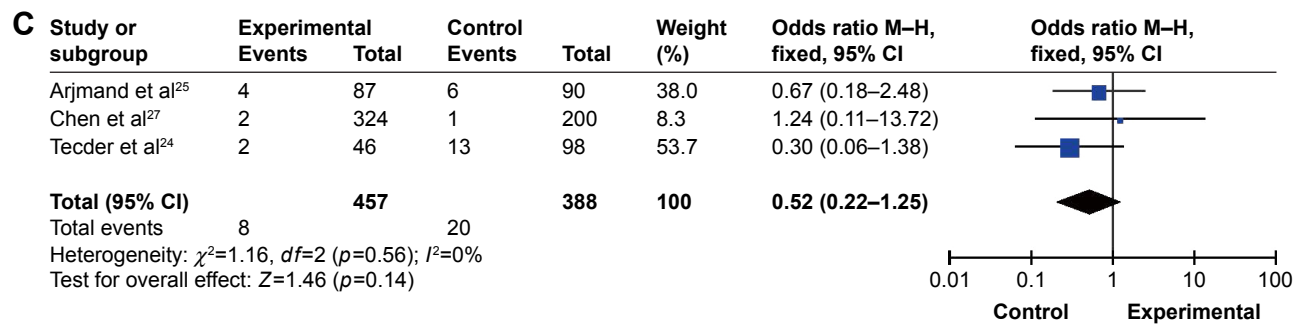 C Study or subgroup Experimental Events Total Control Events Total Weight (%) Odds ratio M–H, fixed, 95% CI Odds ratio M–H, fixed, 95% CI
Arjmand et al25 4 87 6 90 38.0 0.67 (0.18–2.48)
Chen et al27 2 324 1 200 8.3 1.24 (0.11–13.72)
Tecder et al24 2 46 13 98 53.7 0.30 (0.06–1.38)
Total (95% CI) 457 388 100 0.52 (0.22–1.25)
Total events 8 20
Heterogeneity: χ²=1.16, df=2 (p=0.56); I²=0%
Test for overall effect: Z=1.46 (p=0.14)
0.01 0.1 1 10 100
Control Experimental